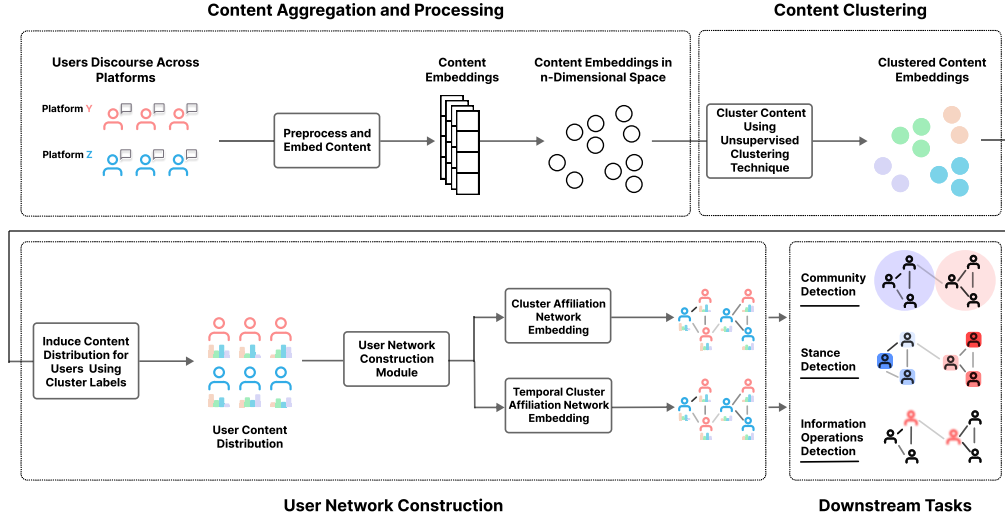 Content Aggregation and Processing
Content Clustering
Users Discourse Across
Platforms
Platform Y
Platform Z
Preprocess and
Embed Content
Content
Embeddings
Content Embeddings in
n-Dimensional Space
Cluster Content
Using
Unsupervised
Clustering
Technique
Clustered Content
Embeddings
Induce Content
Distribution for
Users Using
Cluster Labels
User Content
Distribution
User Network
Construction
Module
Cluster Affiliation
Network
Embedding
Temporal Cluster
Affiliation Network
Embedding
Community
Detection
Stance
Detection
Information
Operations
Detection
User Network Construction
Downstream Tasks